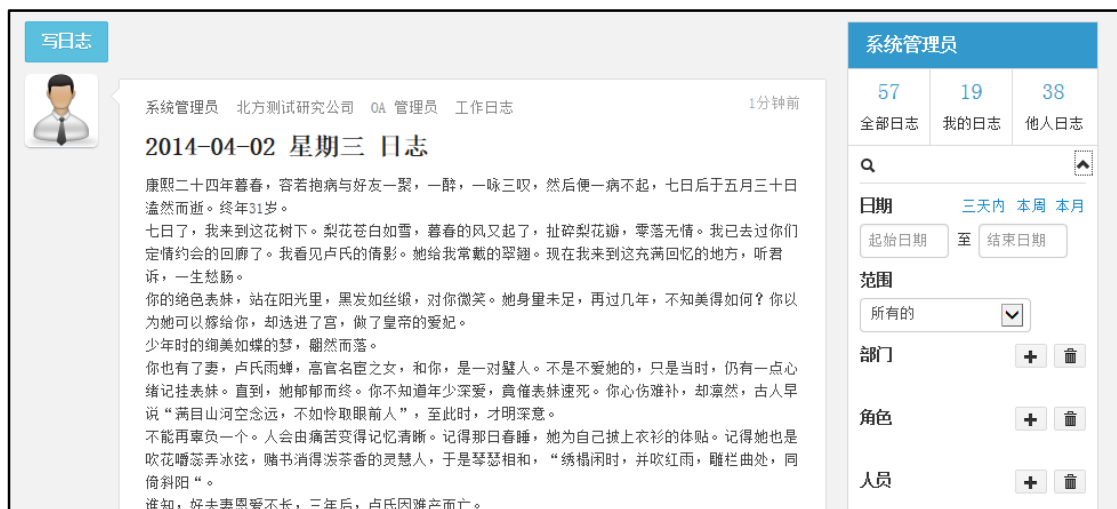 写日志
系统管理员 北方测试研究公司 OA 管理员 工作日志 1分钟前
2014-04-02 星期三 日志
康熙二十四年暮春，容若抱病与好友一聚，一醉，一咏三叹，然后便一病不起，七日后于五月三十日
溘然而逝。终年31岁。
七日了，我来到这花树下。梨花苍白如雪，暮春的风又起了，扯碎梨花瓣，零落无情。我已去过你们
定情约会的回廊了。我看见卢氏的倩影。她给我常戴的翠翘。现在我来到这充满回忆的地方，听君
诉，一生愁肠。
你的绝色表妹，站在阳光里，黑发如丝缎，对你微笑。她身量未足，再过几年，不知美得如何？你以
为她可以嫁给你，却选进了宫，做了皇帝的爱妃。
少年时的绚美如蝶的梦，翩然而落。
你也有了妻，卢氏雨蝉，高官名宦之女，和你，是一对璧人。不是不爱她的，只是当时，仍有一点心
绪记挂表妹。直到，她郁郁而终。你不知道年少深爱，竟催表妹速死。你心伤难补，却凛然，古人早
说“满目山河空念远，不如怜取眼前人”，至此时，才明深意。
不能再辜负一个。人会由痛苦变得记忆清晰。记得那日春睡，她为自己披上衣衫的体贴。记得她也是
吹花嚼蕊弄冰弦，赌书消得泼茶香的灵慧人，于是琴瑟相和，“绣榻闲时，并吹红雨，雕栏曲处，同
倚斜阳“。
谁知，好夫妻恩爱不长，三年后，卢氏因难产而亡。
系统管理员
57 19 38
全部日志 我的日志 他人日志
日期 三天内 本周 本月
起始日期 至 结束日期
范围
所有的
部门
角色
人员